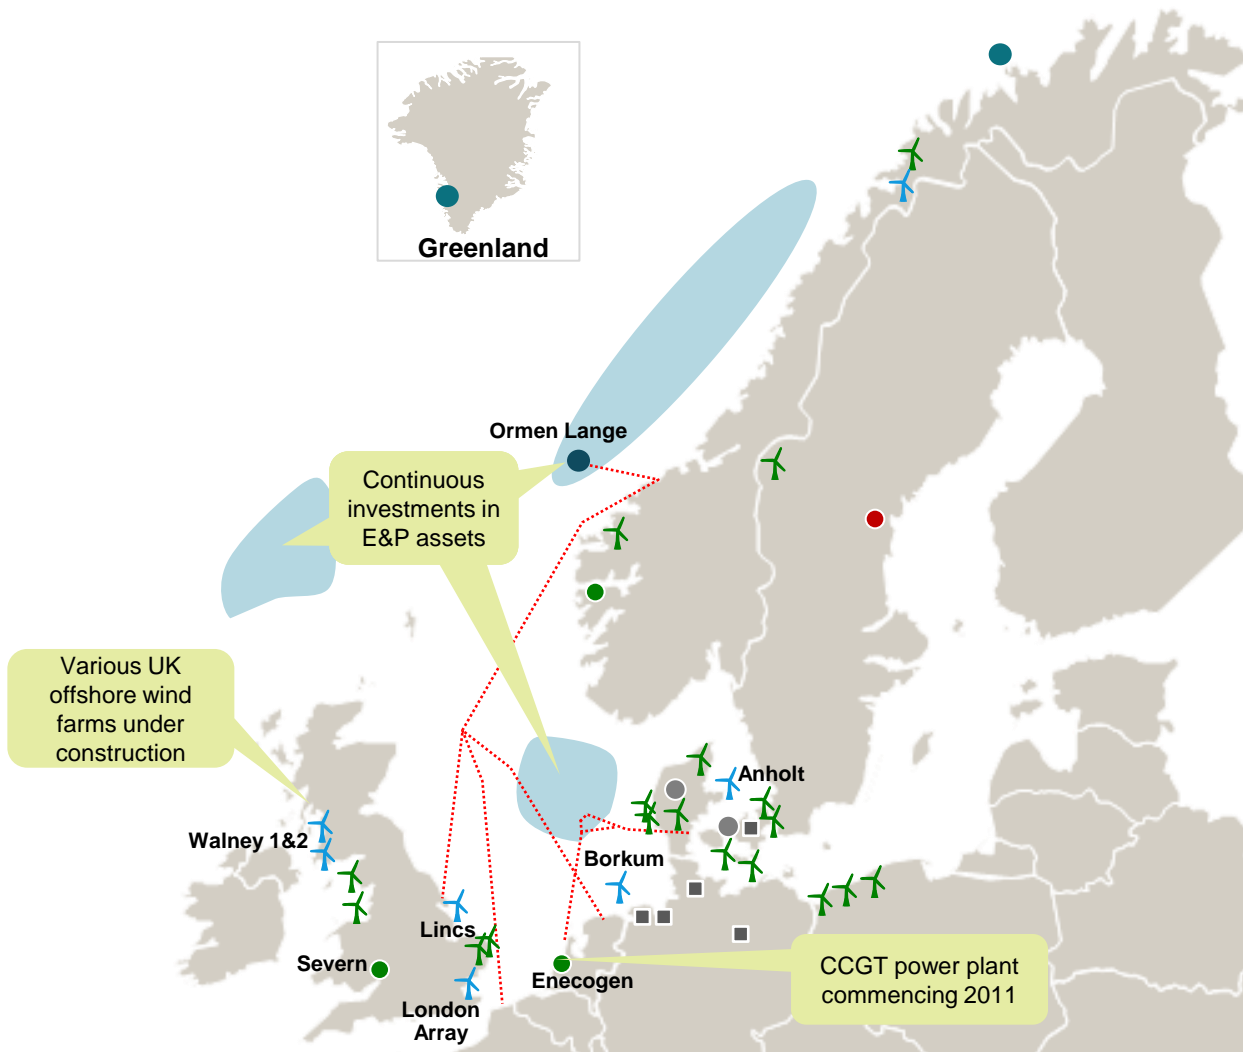 Greenland
Ormen Lange
Continuous
investments in
E&P assets
Various UK
offshore wind
farms under
construction
Anholt
Walney 1&2
Borkum
Lincs
Severn
Enecogen
London
Array
CCGT power plant
commencing 2011